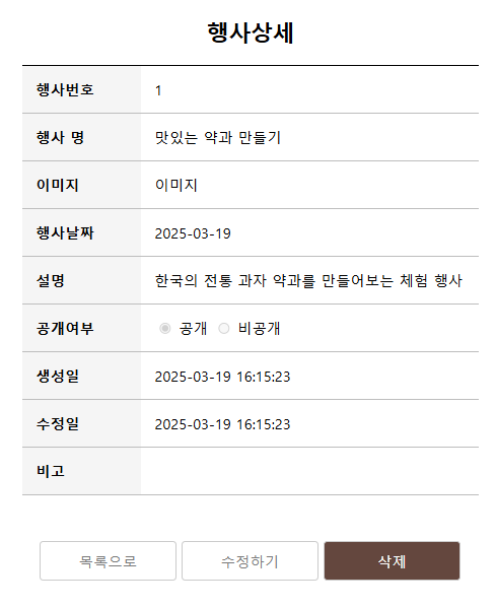 행사상세
행사번호 1
행사 명 맛있는 약과 만들기
이미지 이미지
행사날짜 2025-03-19
설명 한국의 전통 과자 약과를 만들어보는 체험 행사
공개여부 공개 비공개
생성일 2025-03-19 16:15:23
수정일 2025-03-19 16:15:23
비고
목록으로 수정하기 삭제